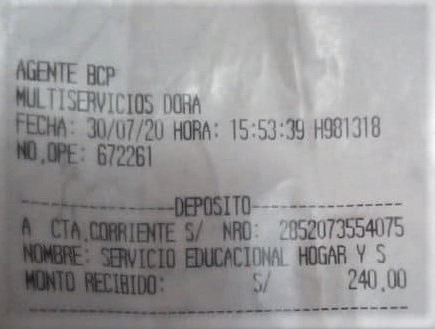 AGENTE BCP
MULTISERVICIOS DORA
FECHA: 30/07/20 HORA: 15:53:39 H981318
NO.OPE: 672261
--------------------DEPOSITO--------------------
A CTA.CORRIENTE S/ NRO: 2852073554075
NOMBRE: SERVICIO EDUCACIONAL HOGAR Y S
MONTO RECIBIDO: S/ 240.00